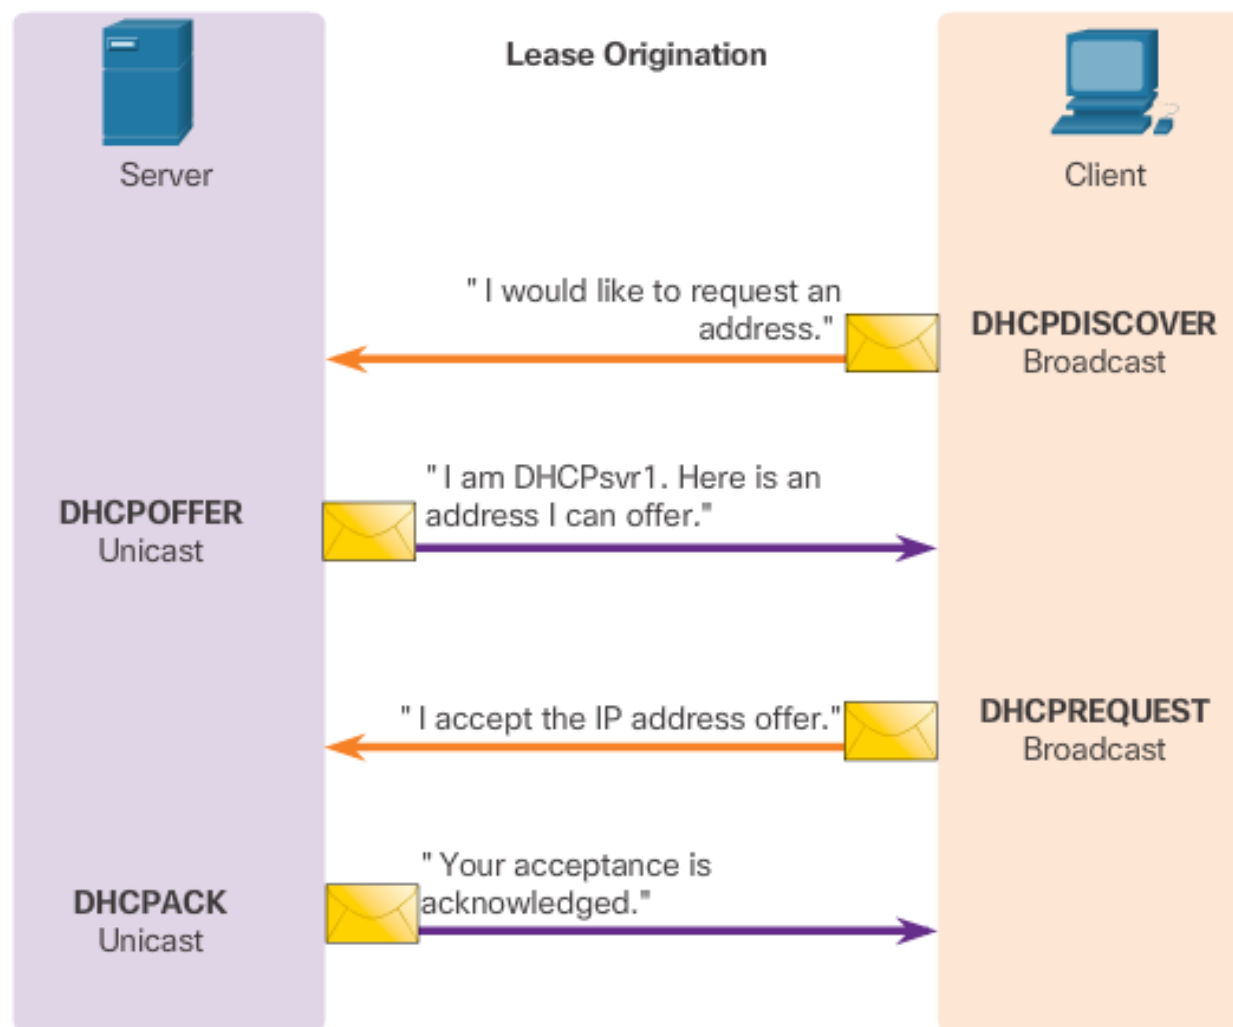 Lease Origination
Server
Client
" I would like to request an
address."
DHCPDISCOVER
Broadcast
" I am DHCPsvr1. Here is an
address I can offer."
DHCPOFFER
Unicast
" I accept the IP address offer."
DHCPREQUEST
Broadcast
" Your acceptance is
acknowledged."
DHCPACK
Unicast